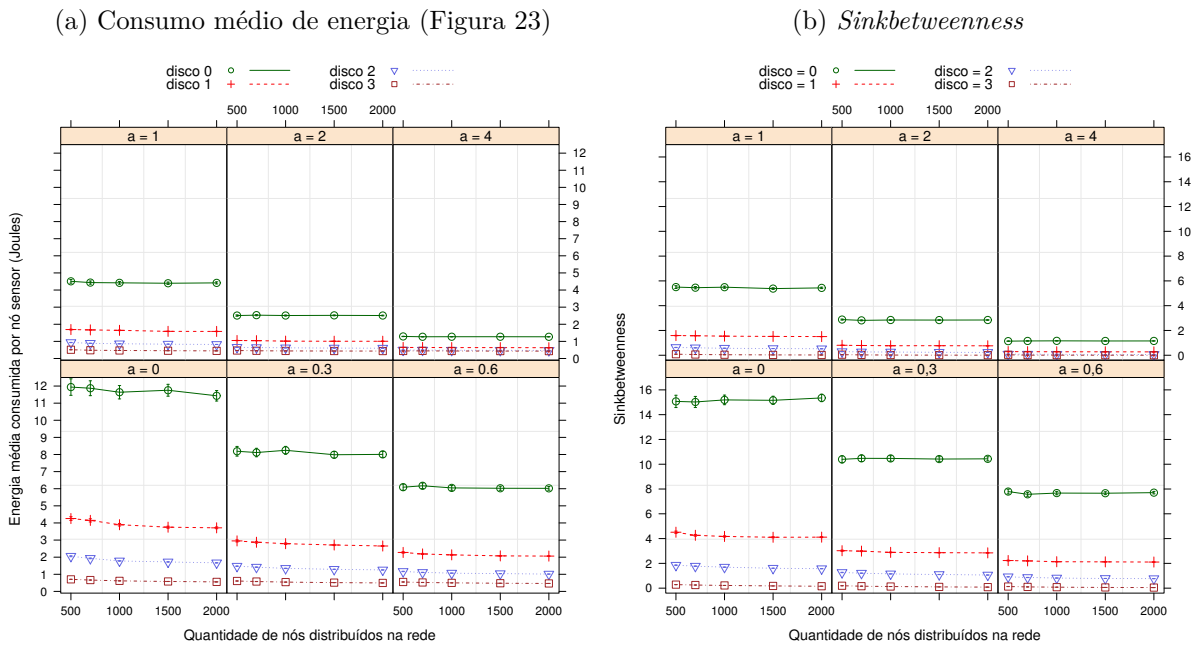 (a) Consumo médio de energia (Figura 23)
disco 0 disco 2
disco 1 disco 3
500 1000 1500 2000
a = 1 a = 2 a = 4
0 1 2 3 4 5 6 7 8 9 10 11 12
a = 0 a = 0.3 a = 0.6
0 1 2 3 4 5 6 7 8 9 10 11 12
500 1000 1500 2000 500 1000 1500 2000
Energia média consumida por nó sensor (Joules)
Quantidade de nós distribuídos na rede
(b) Sinkbetweenness
disco = 0 disco = 2
disco = 1 disco = 3
500 1000 1500 2000
a = 1 a = 2 a = 4
0 2 4 6 8 10 12 14 16
a = 0 a = 0,3 a = 0,6
0 2 4 6 8 10 12 14 16
500 1000 1500 2000 500 1000 1500 2000
Sinkbetweenness
Quantidade de nós distribuídos na rede